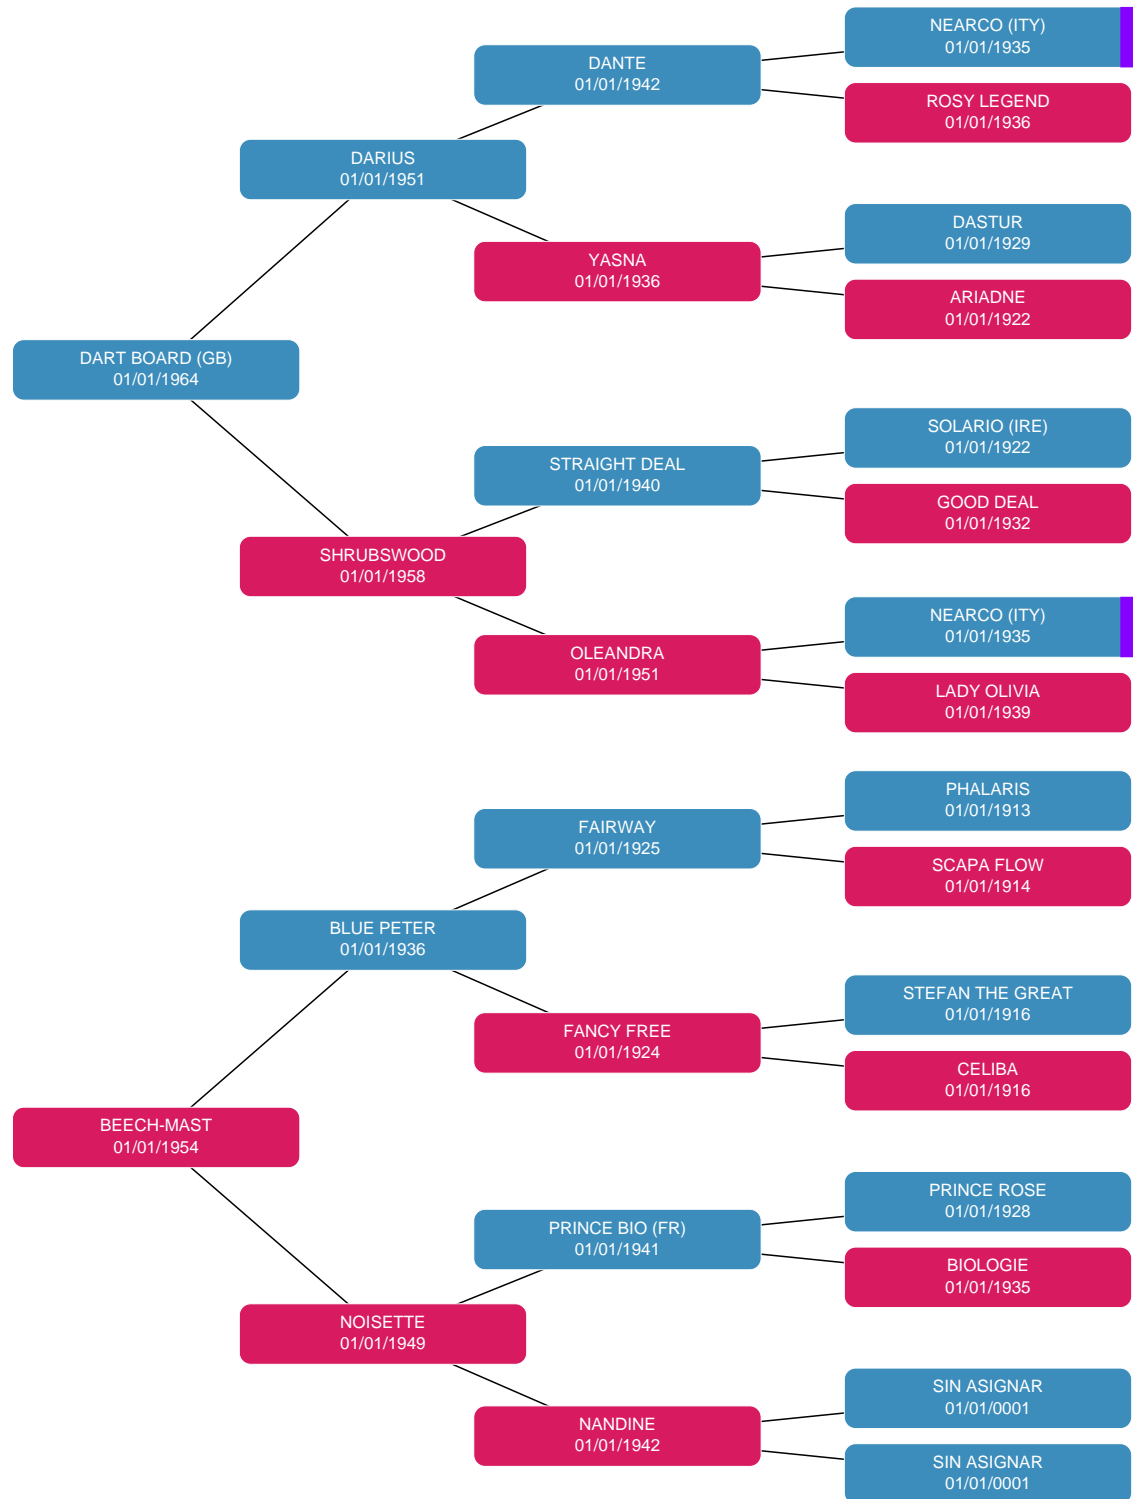 NEARCO (ITY)
01/01/1935
DANTE
01/01/1942
ROSY LEGEND
01/01/1936
DARIUS
01/01/1951
DASTUR
01/01/1929
YASNA
01/01/1936
ARIADNE
01/01/1922
DART BOARD (GB)
01/01/1964
SOLARIO (IRE)
01/01/1922
STRAIGHT DEAL
01/01/1940
GOOD DEAL
01/01/1932
SHRUBSWOOD
01/01/1958
NEARCO (ITY)
01/01/1935
OLEANDRA
01/01/1951
LADY OLIVIA
01/01/1939
PHALARIS
01/01/1913
FAIRWAY
01/01/1925
SCAPA FLOW
01/01/1914
BLUE PETER
01/01/1936
STEFAN THE GREAT
01/01/1916
FANCY FREE
01/01/1924
CELIBA
01/01/1916
BEECH-MAST
01/01/1954
PRINCE ROSE
01/01/1928
PRINCE BIO (FR)
01/01/1941
BIOLOGIE
01/01/1935
NOISETTE
01/01/1949
SIN ASIGNAR
01/01/0001
NANDINE
01/01/1942
SIN ASIGNAR
01/01/0001